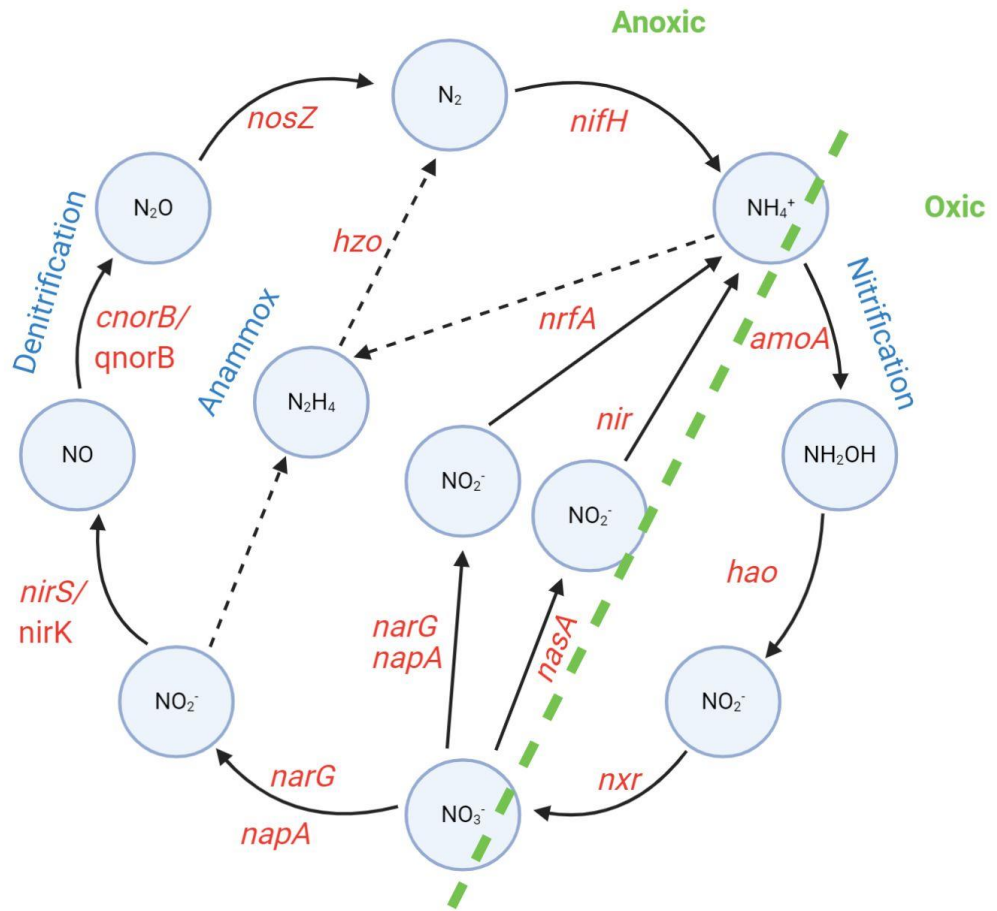 Anoxic
N₂
nosZ
nifH
N₂O
NH₄⁺
Oxic
Denitrification
hzo
cnorB/
qnorB
Anammox
nrfA
amoA
Nitrification
N₂H₄
nir
NO
NO₂⁻
NO₂⁻
NH₂OH
nirS/
nirK
hao
narG
napA
nasA
NO₂⁻
NO₂⁻
narG
napA
nxr
NO₃⁻